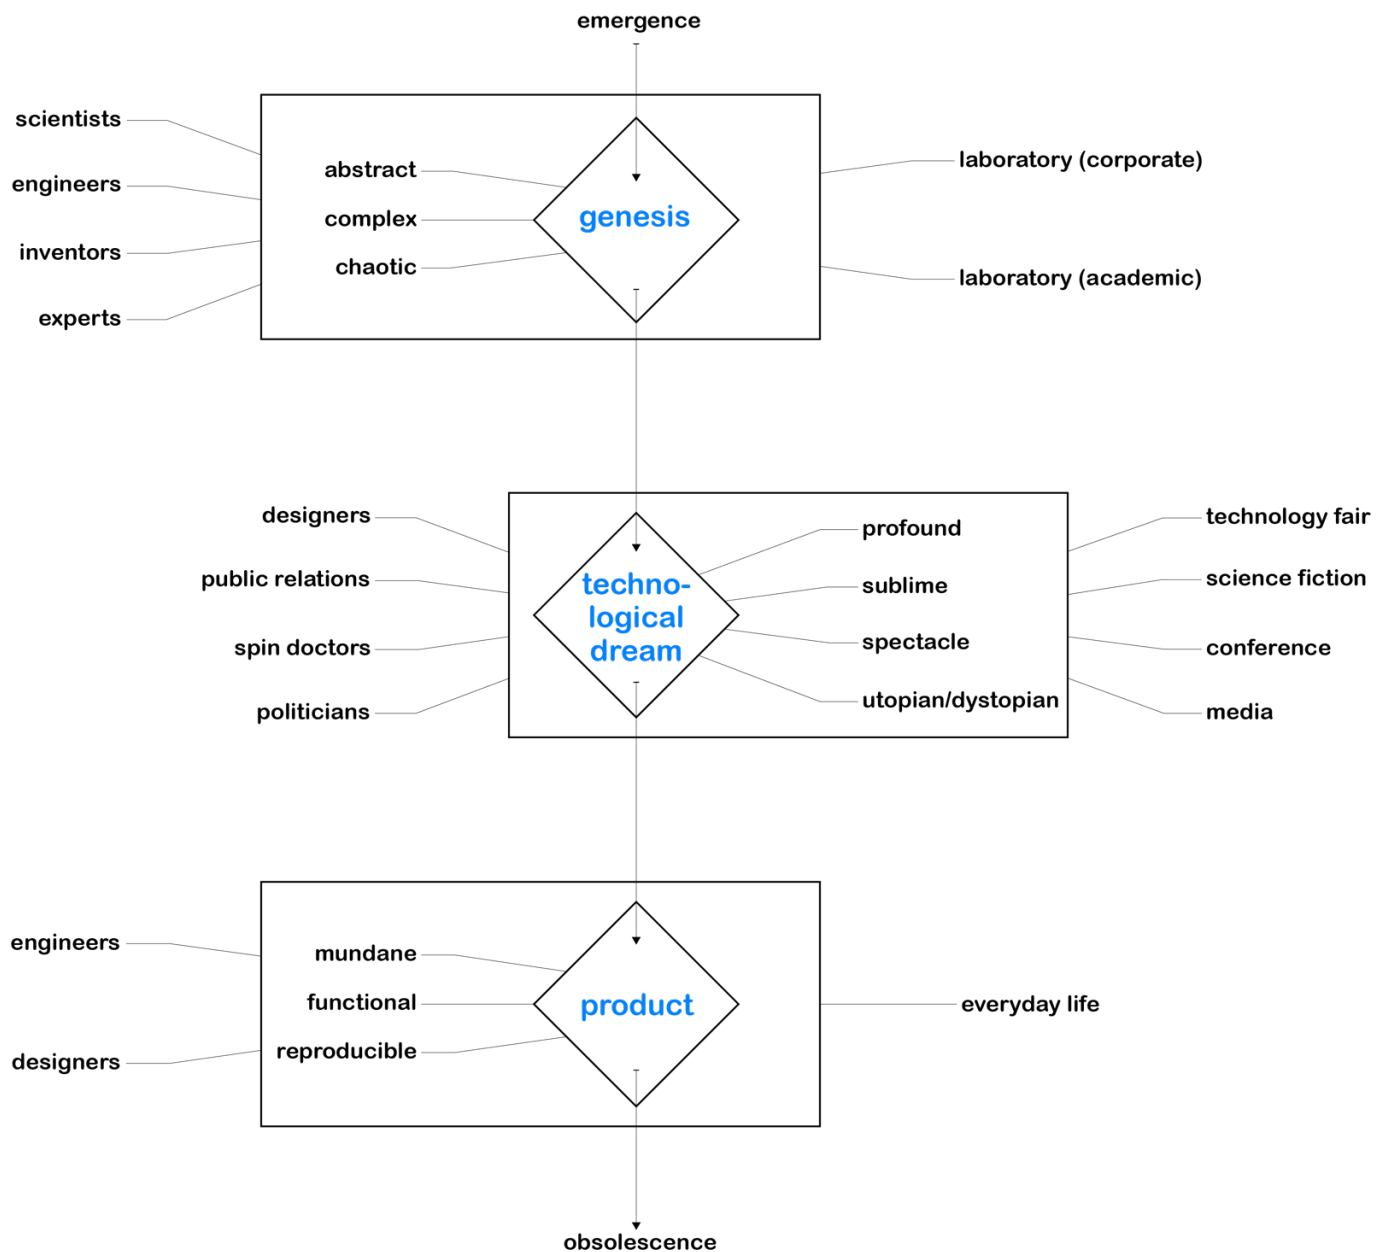 emergence
scientists
engineers
inventors
experts
abstract
complex
chaotic
genesis
laboratory (corporate)
laboratory (academic)
designers
public relations
spin doctors
politicians
techno-
logical
dream
profound
sublime
spectacle
utopian/dystopian
technology fair
science fiction
conference
media
engineers
designers
mundane
functional
reproducible
product
everyday life
obsolescence